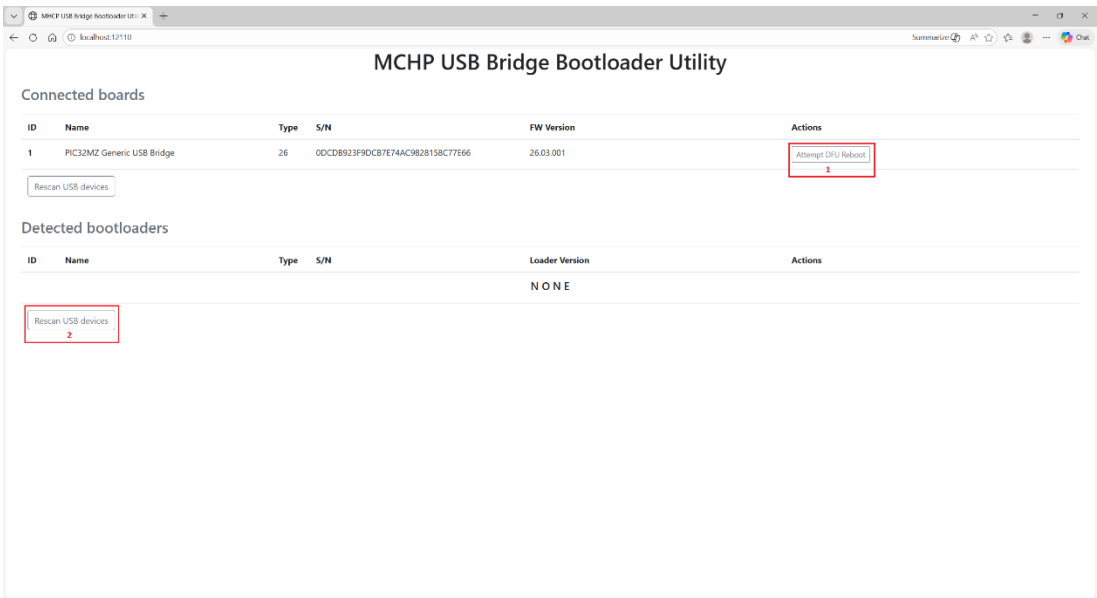 MHCP USB Bridge Bootloader Utili
localhost:12110
Summarize
Chat
MCHP USB Bridge Bootloader Utility
Connected boards
ID Name Type S/N FW Version Actions
1 PIC32MZ Generic USB Bridge 26 0DCDB923F9DCB7E74AC9828158C77E66 26.03.001 Attempt DFU Reboot
1
Rescan USB devices
Detected bootloaders
ID Name Type S/N Loader Version Actions
N O N E
Rescan USB devices
2